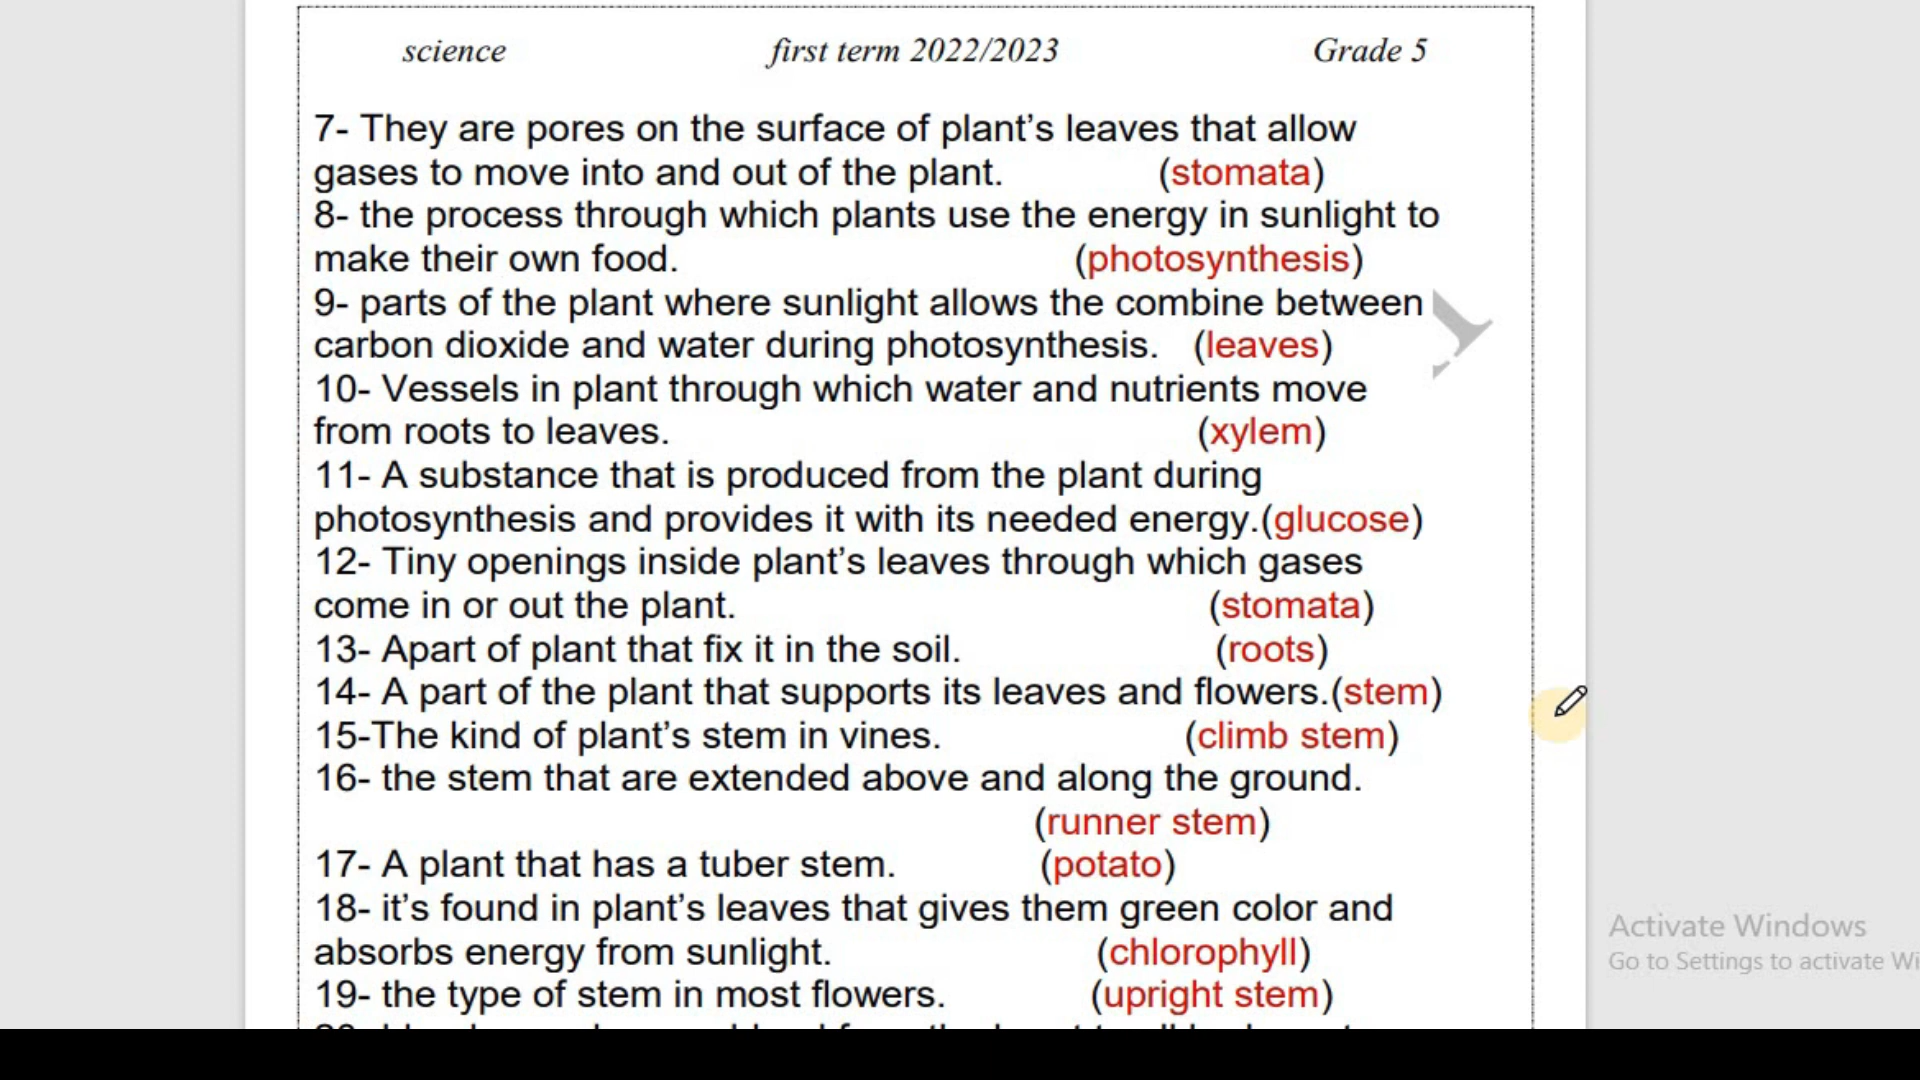 science first term 2022/2023 Grade 5
7- They are pores on the surface of plant’s leaves that allow
gases to move into and out of the plant. (stomata)
8- the process through which plants use the energy in sunlight to
make their own food. (photosynthesis)
9- parts of the plant where sunlight allows the combine between
carbon dioxide and water during photosynthesis. (leaves)
10- Vessels in plant through which water and nutrients move
from roots to leaves. (xylem)
11- A substance that is produced from the plant during
photosynthesis and provides it with its needed energy.(glucose)
12- Tiny openings inside plant’s leaves through which gases
come in or out the plant. (stomata)
13- Apart of plant that fix it in the soil. (roots)
14- A part of the plant that supports its leaves and flowers.(stem)
15-The kind of plant’s stem in vines. (climb stem)
16- the stem that are extended above and along the ground.
(runner stem)
17- A plant that has a tuber stem. (potato)
18- it’s found in plant’s leaves that gives them green color and
absorbs energy from sunlight. (chlorophyll)
19- the type of stem in most flowers. (upright stem)
Activate Windows
Go to Settings to activate Wi